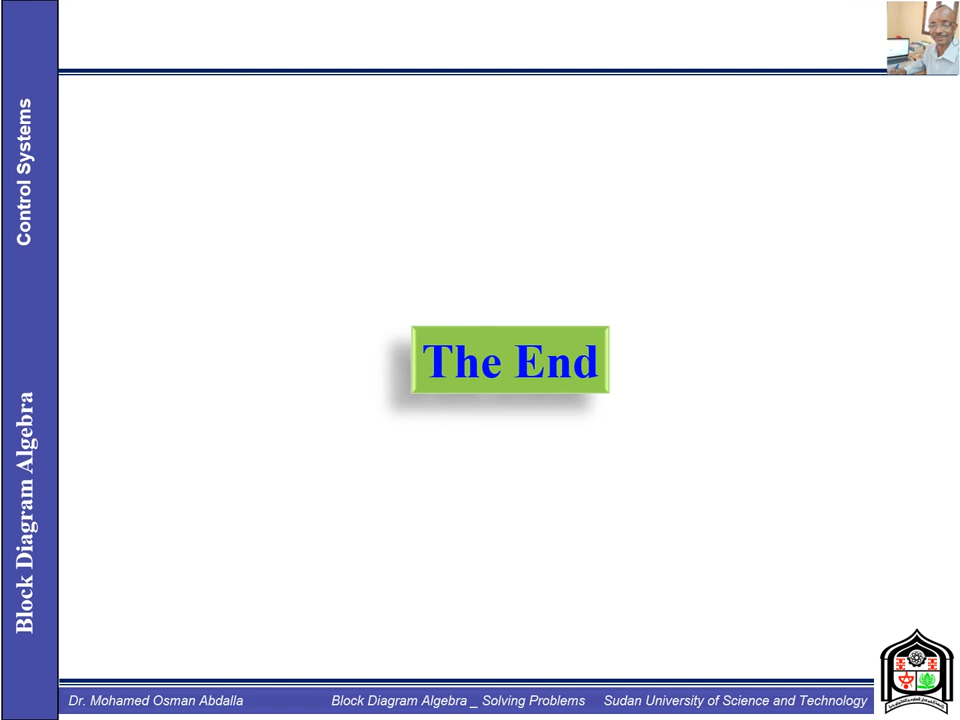 Control Systems
Block Diagram Algebra
The End
Dr. Mohamed Osman Abdalla
Block Diagram Algebra _ Solving Problems
Sudan University of Science and Technology